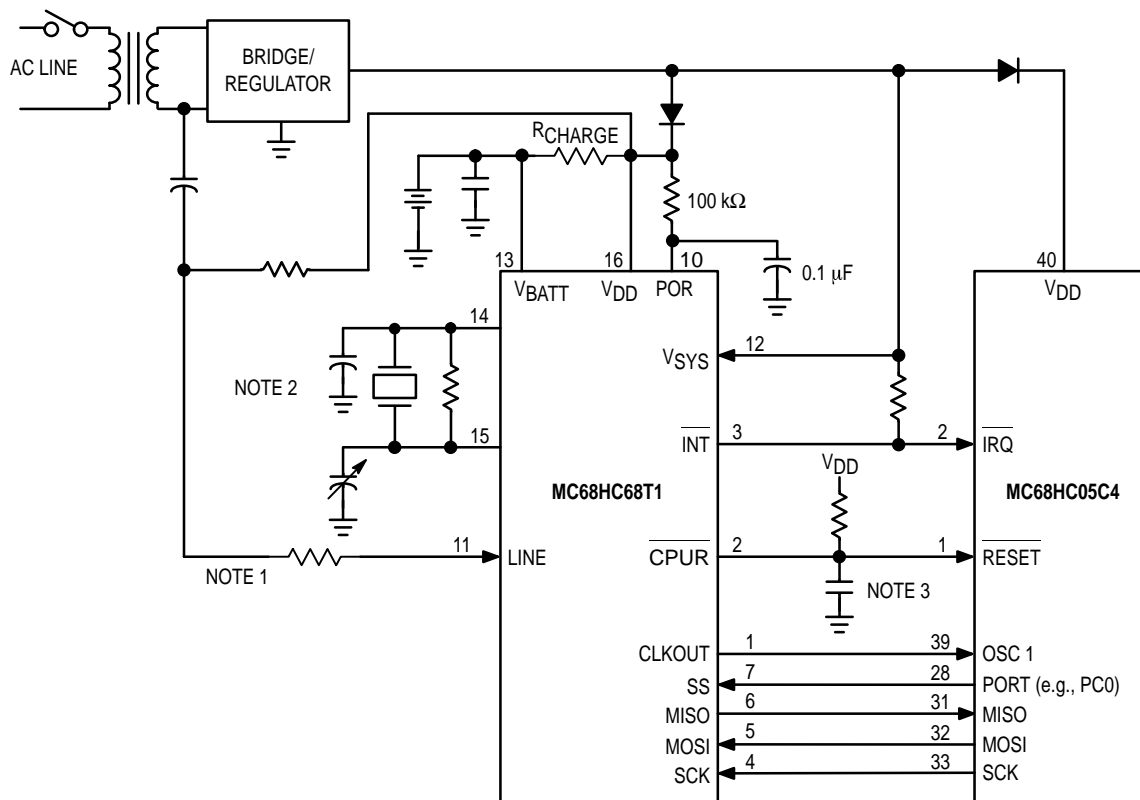 AC LINE
BRIDGE/
REGULATOR
RCHARGE
100 kΩ
0.1 μF
13
16
10
40
VBATT
VDD
POR
VDD
14
VSYS
12
NOTE 2
15
INT
3
2
IRQ
VDD
MC68HC68T1
MC68HC05C4
11
LINE
CPUR
2
1
RESET
NOTE 1
NOTE 3
CLKOUT
1
39
OSC 1
SS
7
28
PORT (e.g., PC0)
MISO
6
31
MISO
MOSI
5
32
MOSI
SCK
4
33
SCK